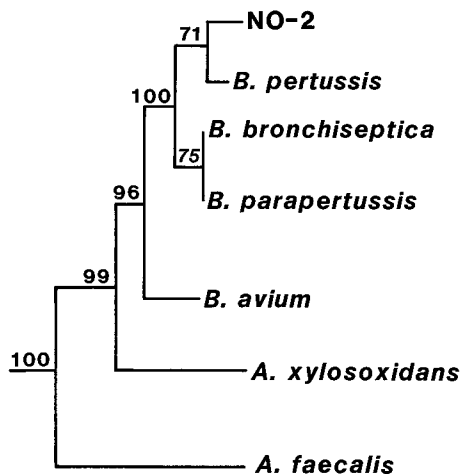 NO-2
71
B. pertussis
100
B. bronchiseptica
75
B. parapertussis
96
99
B. avium
100
A. xylosoxidans
A. faecalis